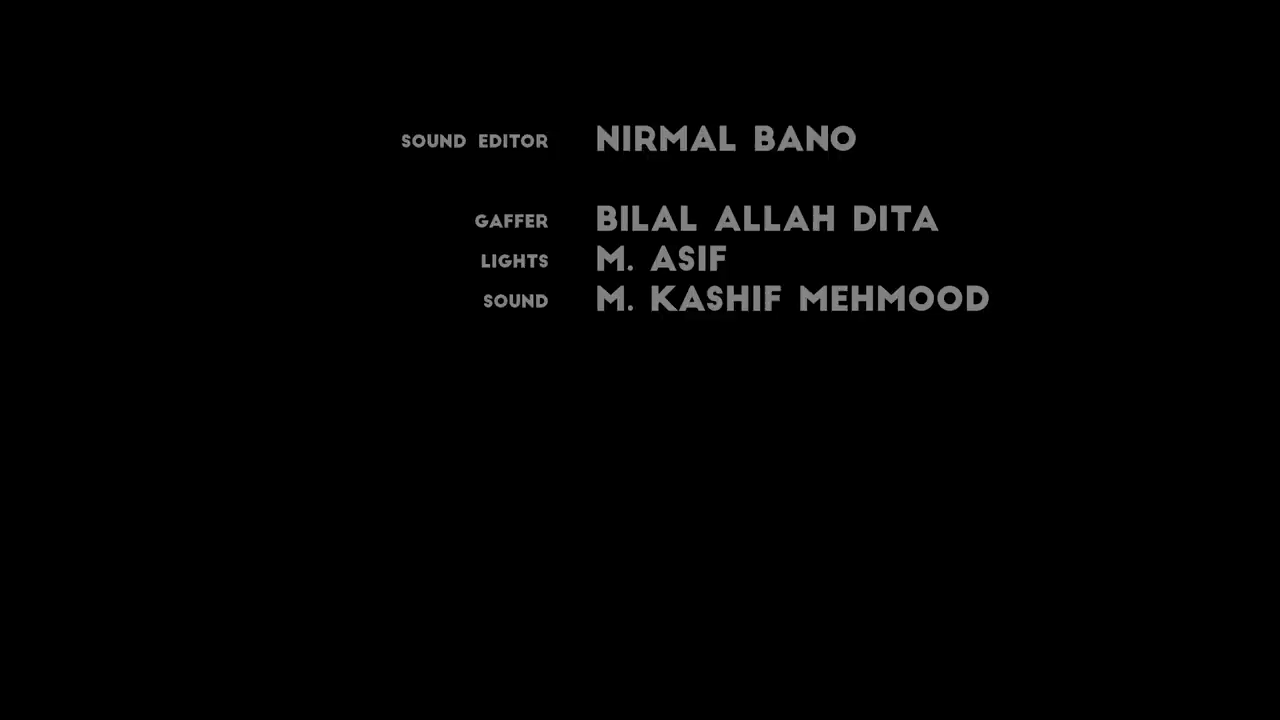 SOUND EDITOR NIRMAL BANO
GAFFER BILAL ALLAH DITA
LIGHTS M. ASIF
SOUND M. KASHIF MEHMOOD